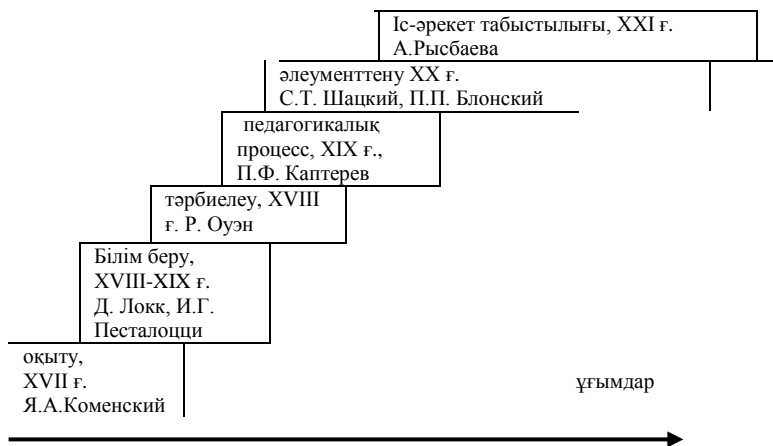 Іс-әрекет табыстылығы, XXI ғ.
А.Рысбаева
әлеументтену XX ғ.
С.Т. Шацкий, П.П. Блонский
педагогикалық
процесс, XIX ғ.,
П.Ф. Каптерев
тәрбиелеу, XVIII
ғ. Р. Оуэн
Білім беру,
XVIII-XIX ғ.
Д. Локк, И.Г.
Песталоцци
оқыту,
XVII ғ.
Я.А.Коменский
ұғымдар